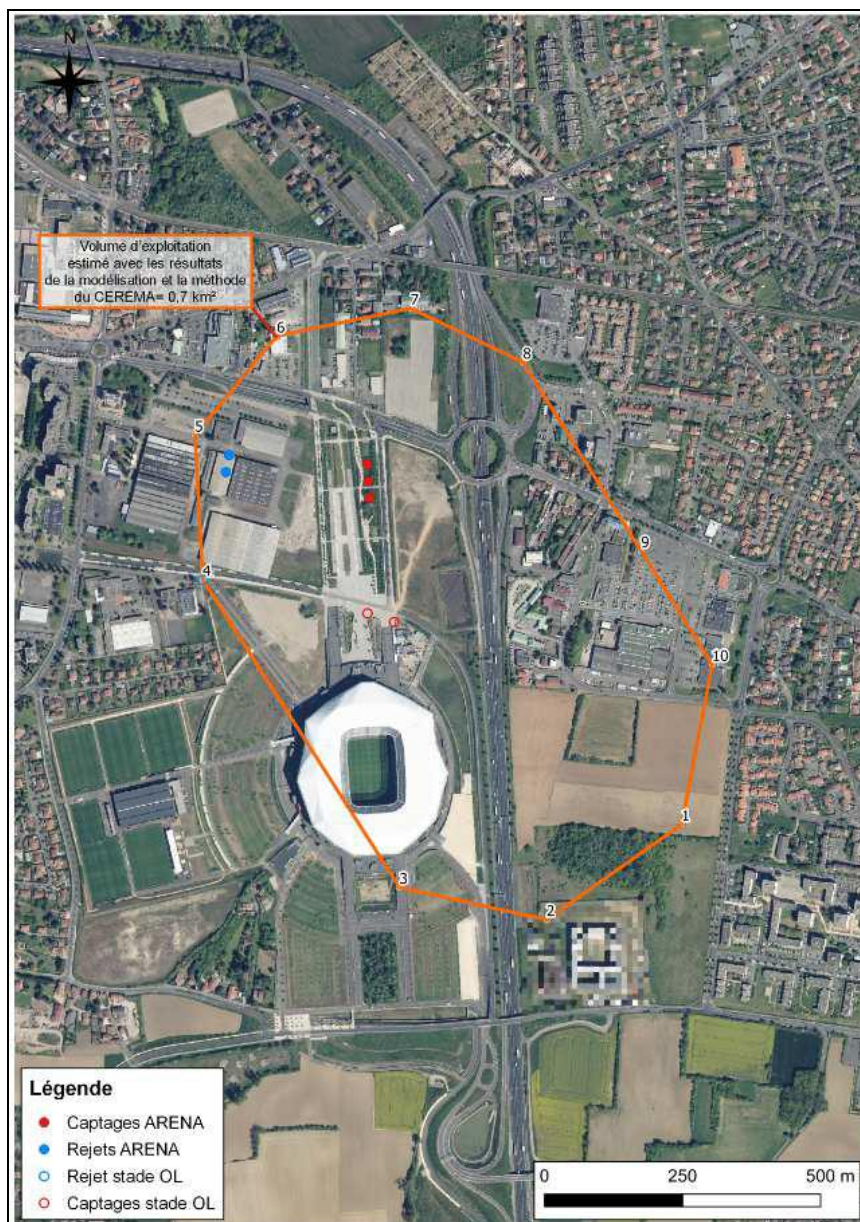 N
Volume d'exploitation
estimé avec les résultats
de la modélisation et la méthode
du CEREMA= 0,7 km²
7
6
8
5
9
4
10
1
3
2
Légende
Captages ARENA
Rejets ARENA
Rejet stade OL
Captages stade OL
0 250 500 m